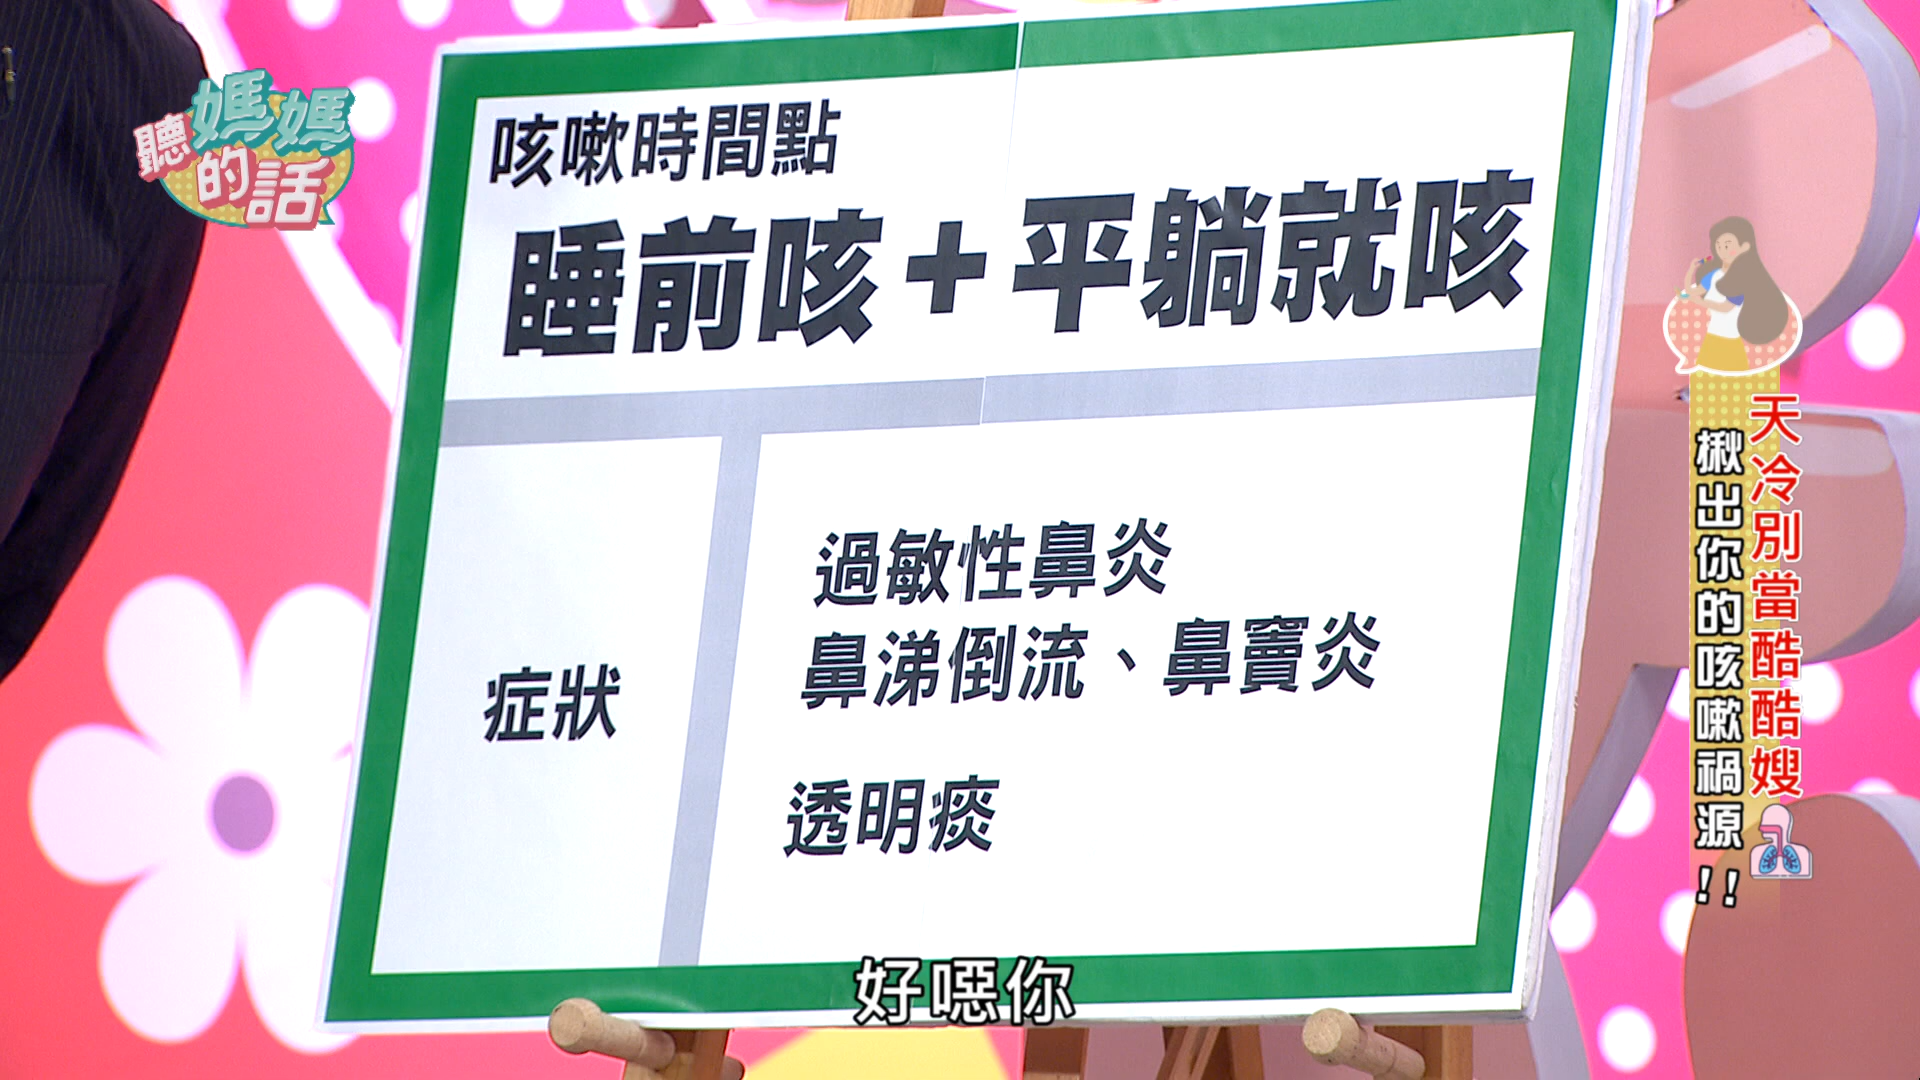 聽媽媽的話
咳嗽時間點
睡前咳+平躺就咳
症狀
過敏性鼻炎
鼻涕倒流、鼻竇炎
透明痰
天冷別當酷酷嫂
揪出你的咳嗽禍源!!
好噁你